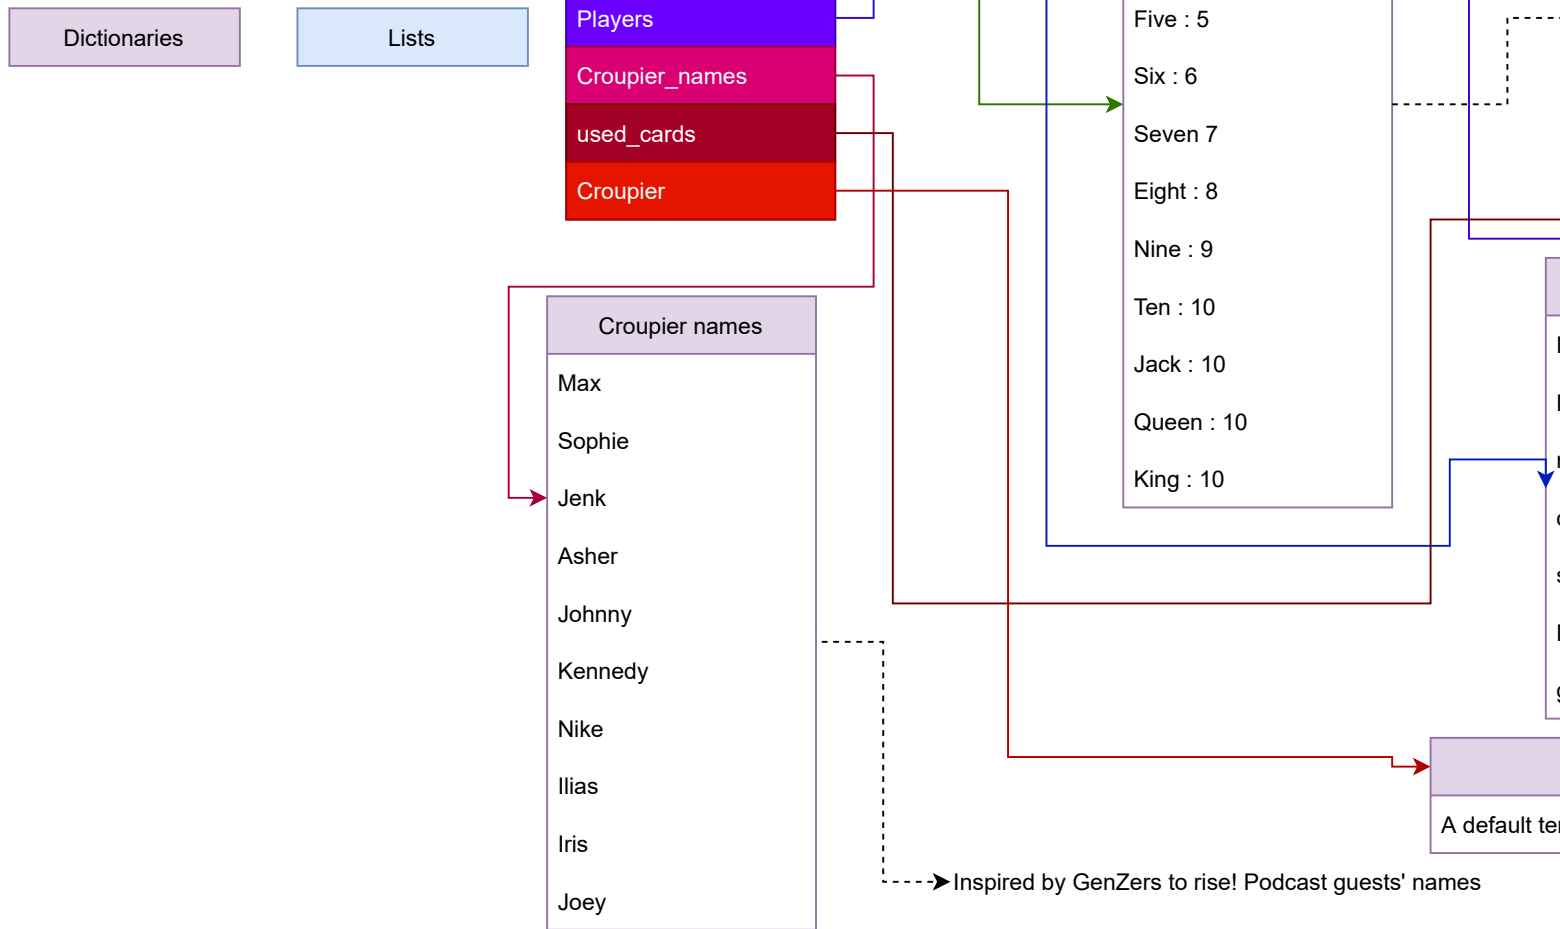 Dictionaries
Lists
Players
Croupier_names
used_cards
Croupier
Five : 5
Six : 6
Seven 7
Eight : 8
Nine : 9
Ten : 10
Jack : 10
Queen : 10
King : 10
Croupier names
Max
Sophie
Jenk
Asher
Johnny
Kennedy
Nike
Ilias
Iris
Joey
A default
Inspired by GenZers to rise! Podcast guests' names